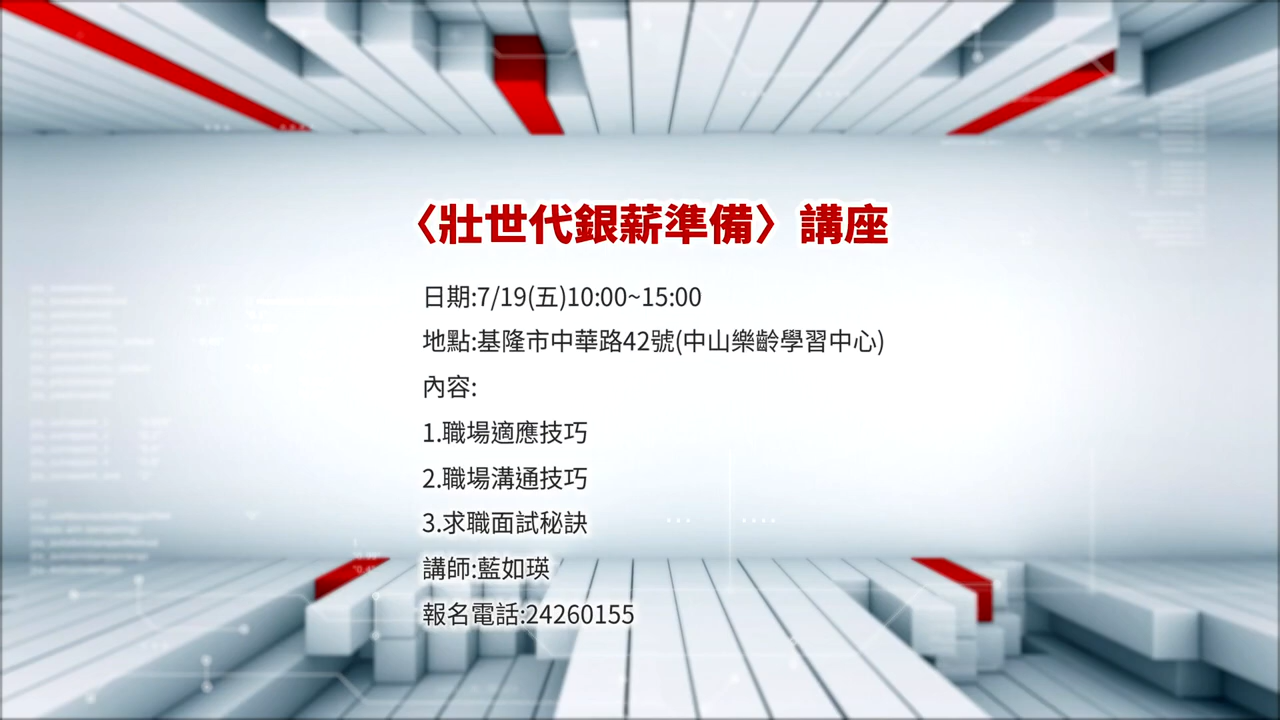 〈壯世代銀薪準備〉講座
日期:7/19(五)10:00~15:00
地點:基隆市中華路42號(中山樂齡學習中心)
內容:
1.職場適應技巧
2.職場溝通技巧
3.求職面試秘訣
講師:藍如瑛
報名電話:24260155